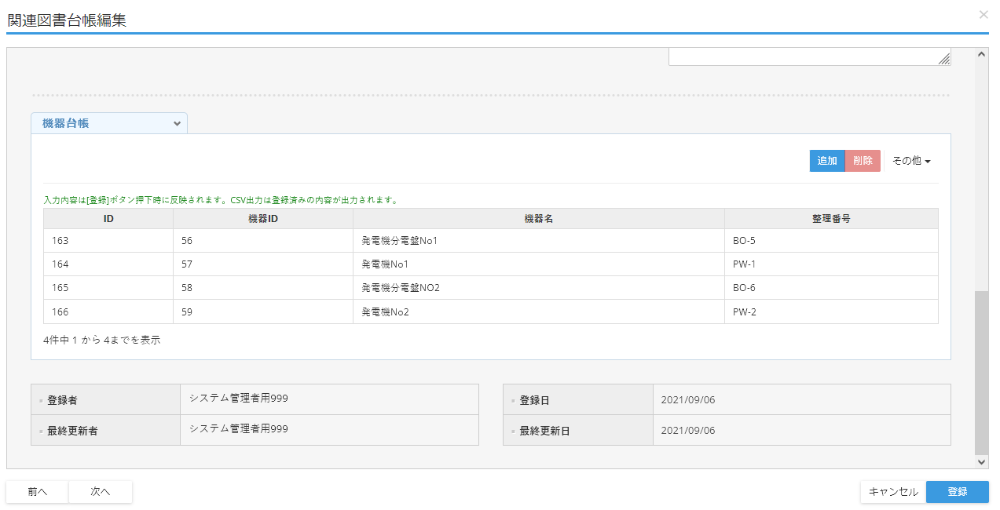 関連図書台帳編集
×
機器台帳
追加 削除 その他
入力内容は[登録]ボタン押下時に反映されます。CSV出力は登録済みの内容が出力されます。
ID 機器ID 機器名 整理番号
163 56 発電機分電盤No1 BO-5
164 57 発電機No1 PW-1
165 58 発電機分電盤NO2 BO-6
166 59 発電機No2 PW-2
4件中 1 から 4までを表示
登録者 システム管理者用999 登録日 2021/09/06
最終更新者 システム管理者用999 最終更新日 2021/09/06
前へ 次へ キャンセル 登録